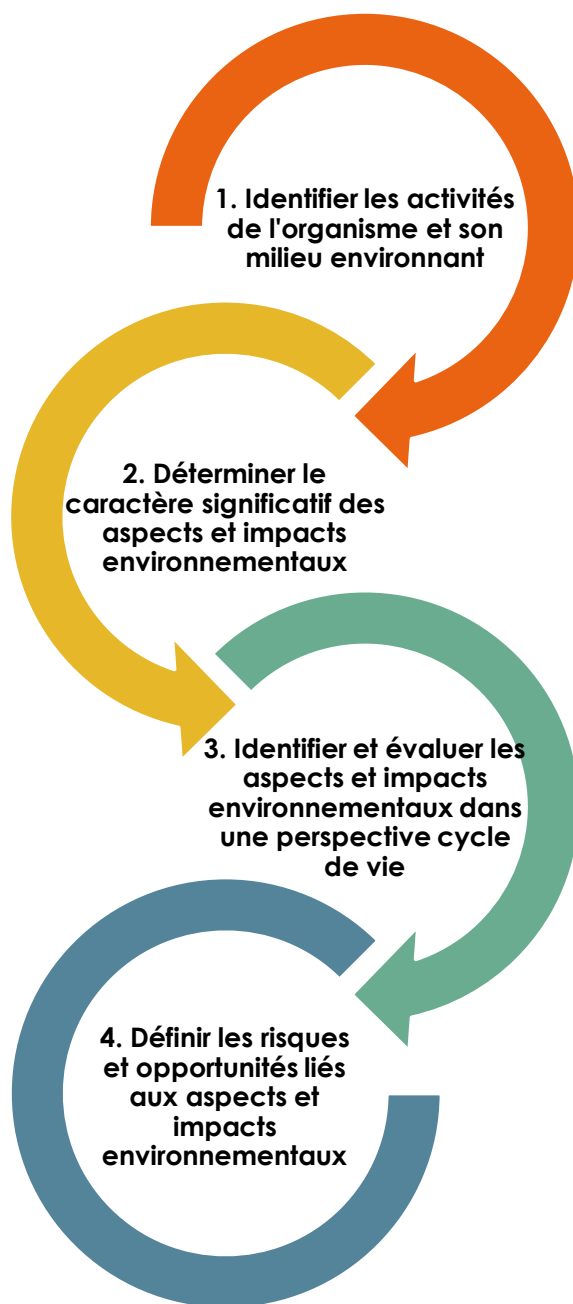 1. Identifier les activités
de l'organisme et son
milieu environnant
2. Déterminer le
caractère significatif des
aspects et impacts
environnementaux
3. Identifier et évaluer les
aspects et impacts
environnementaux dans
une perspective cycle
de vie
4. Définir les risques
et opportunités liés
aux aspects et
impacts
environnementaux